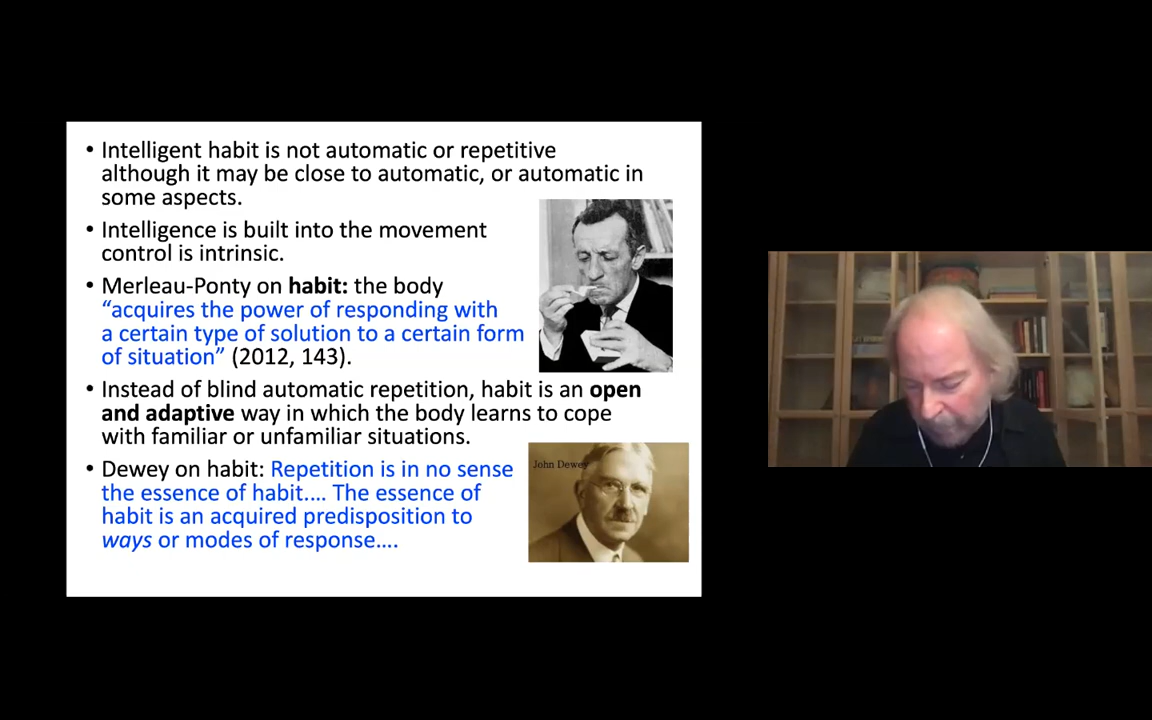 • Intelligent habit is not automatic or repetitive
although it may be close to automatic, or automatic in
some aspects.
• Intelligence is built into the movement
control is intrinsic.
• Merleau-Ponty on habit: the body
“acquires the power of responding with
a certain type of solution to a certain form
of situation” (2012, 143).
• Instead of blind automatic repetition, habit is an open
and adaptive way in which the body learns to cope
with familiar or unfamiliar situations.
• Dewey on habit: Repetition is in no sense
the essence of habit.... The essence of
habit is an acquired predisposition to
ways or modes of response....
John Dewey